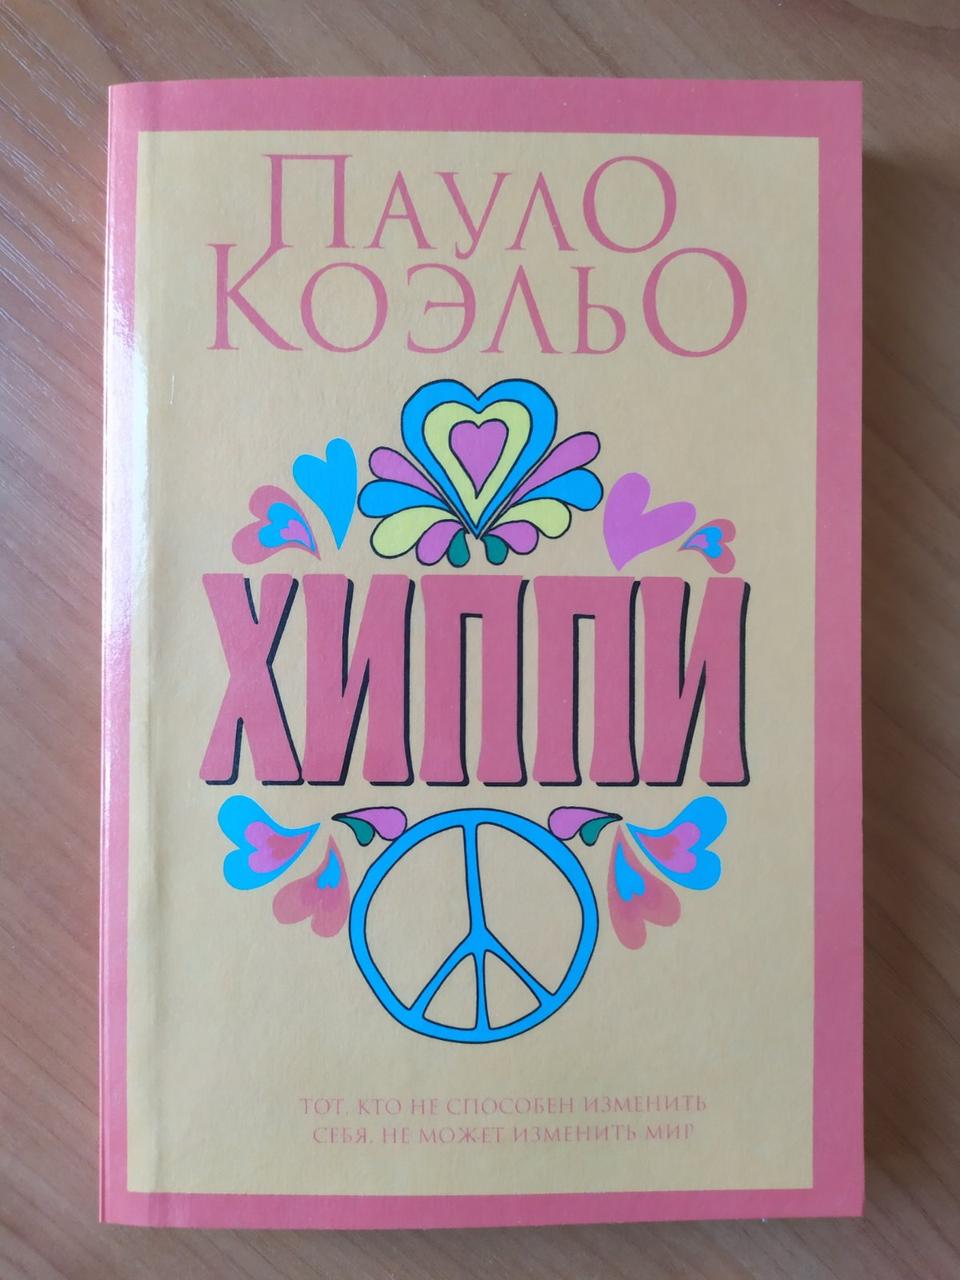 ПАУЛО
КОЭЛЬО
ХИППИ
ТОТ, КТО НЕ СПОСОБЕН ИЗМЕНИТЬ
СЕБЯ, НЕ МОЖЕТ ИЗМЕНИТЬ МИР